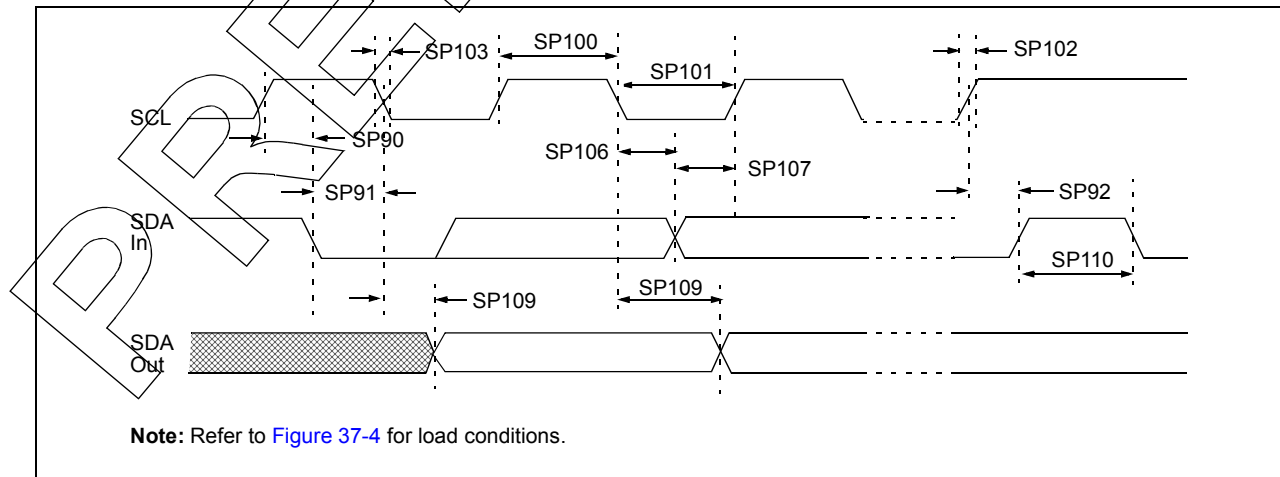 SP103
SP100
SP101
SP102
SCL
SP90
SP106
SP107
SP91
SP92
SDA
In
SP110
SP109
SP109
SDA
Out
Note: Refer to Figure 37-4 for load conditions.
P
R
E